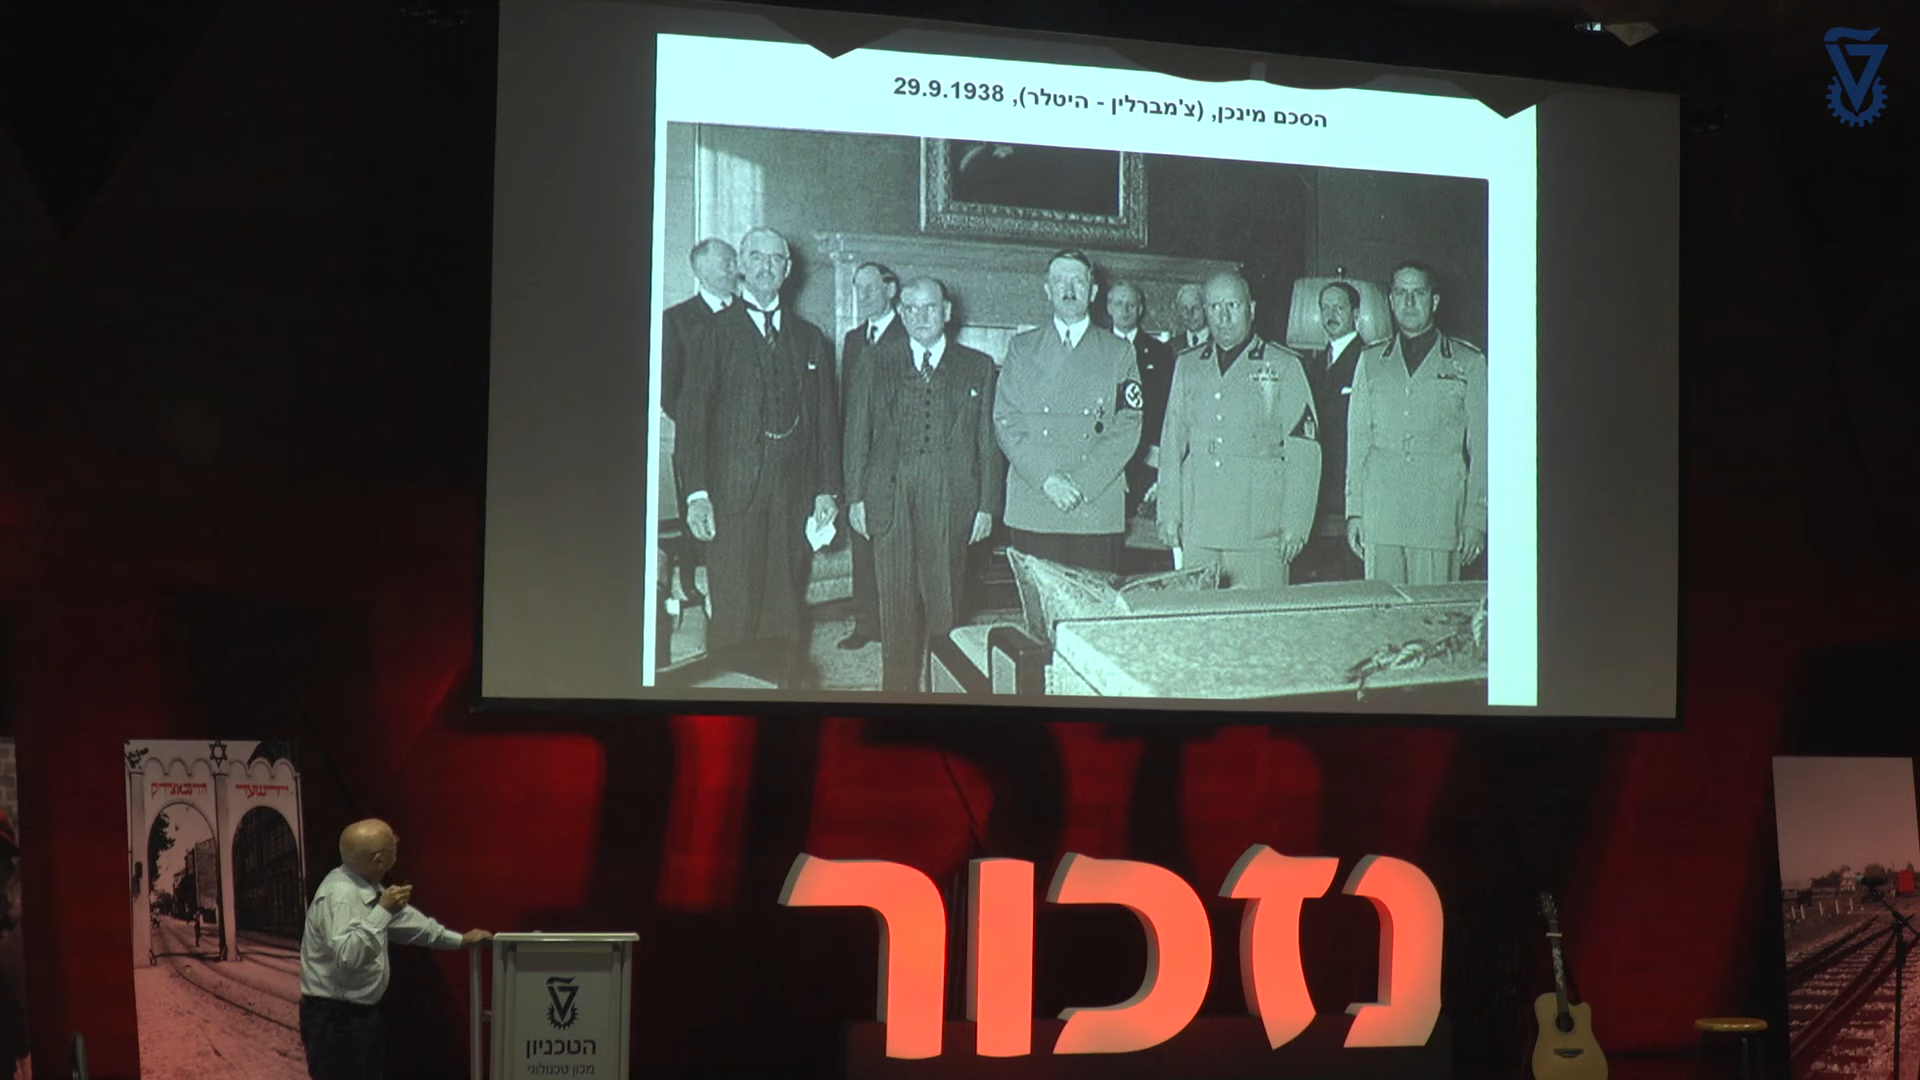 הסכם מינכן, (צ'מברלין - היטלר), 29.9.1938
נזכור
הטכניון
מכון טכנולוגי